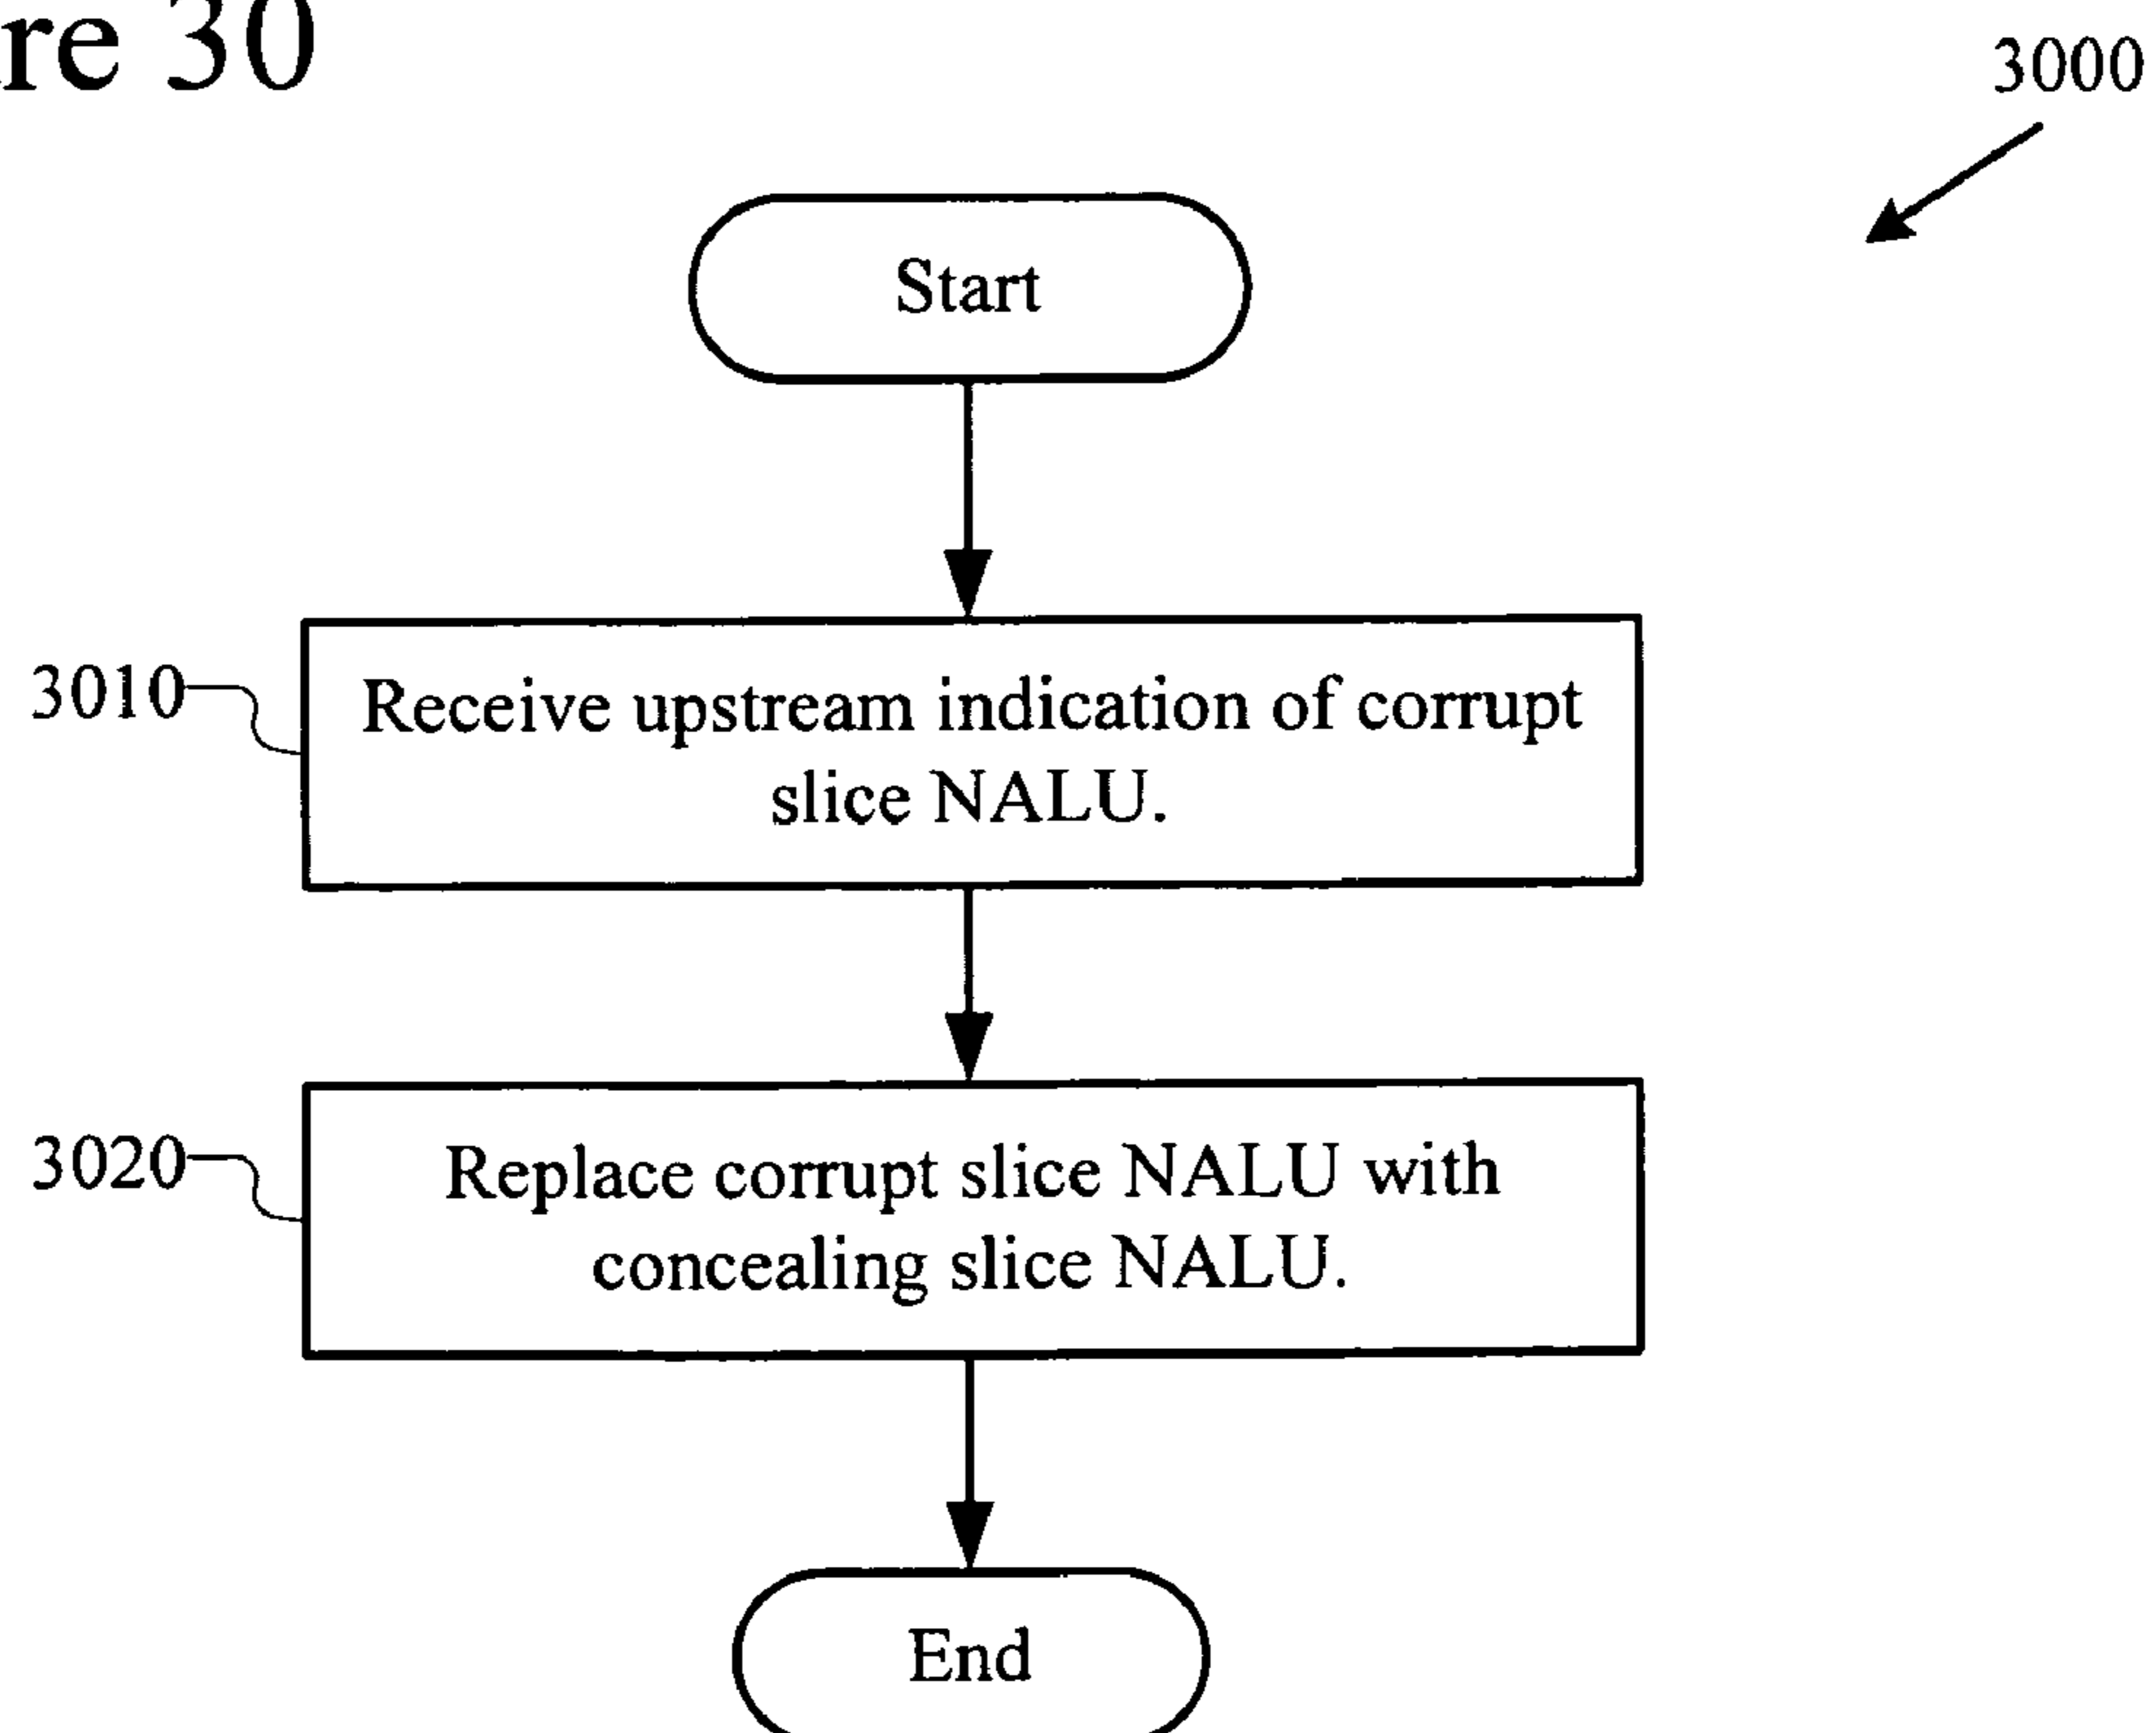 re 30
3000
Start
3010
Receive upstream indication of corrupt
slice NALU.
3020
Replace corrupt slice NALU with
concealing slice NALU.
End